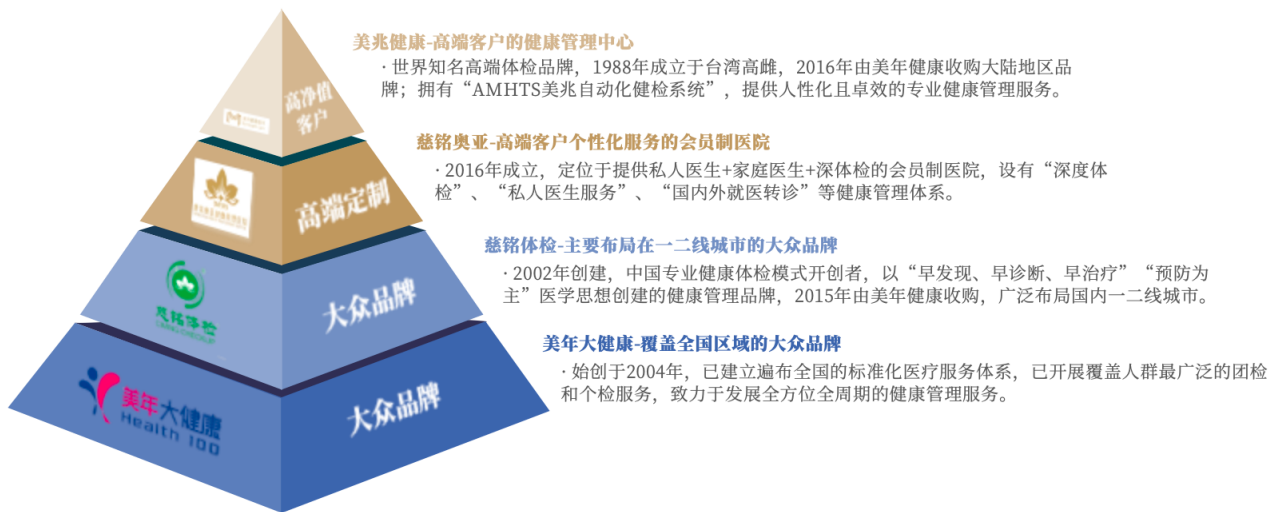 美兆健康-高端客户的健康管理中心
· 世界知名高端体检品牌，1988年成立于台湾高雌，2016年由美年健康收购大陆地区品
牌；拥有“AMHTS美兆自动化健检系统”，提供人性化且卓效的专业健康管理服务。
高净值
客户
慈铭奥亚-高端客户个性化服务的会员制医院
· 2016年成立，定位于提供私人医生+家庭医生+深体检的会员制医院，设有“深度体
检”、“私人医生服务”、“国内外就医转诊”等健康管理体系。
高端定制
慈铭体检-主要布局在一二线城市的大众品牌
· 2002年创建，中国专业健康体检模式开创者，以“早发现、早诊断、早治疗”“预防为
主”医学思想创建的健康管理品牌，2015年由美年健康收购，广泛布局国内一二线城市。
慈铭体检
CIMING CHECKUP
大众品牌
美年大健康-覆盖全国区域的大众品牌
· 始创于2004年，已建立遍布全国的标准化医疗服务体系，已开展覆盖人群最广泛的团检
和个检服务，致力于发展全方位全周期的健康管理服务。
美年大健康
Health 100
大众品牌